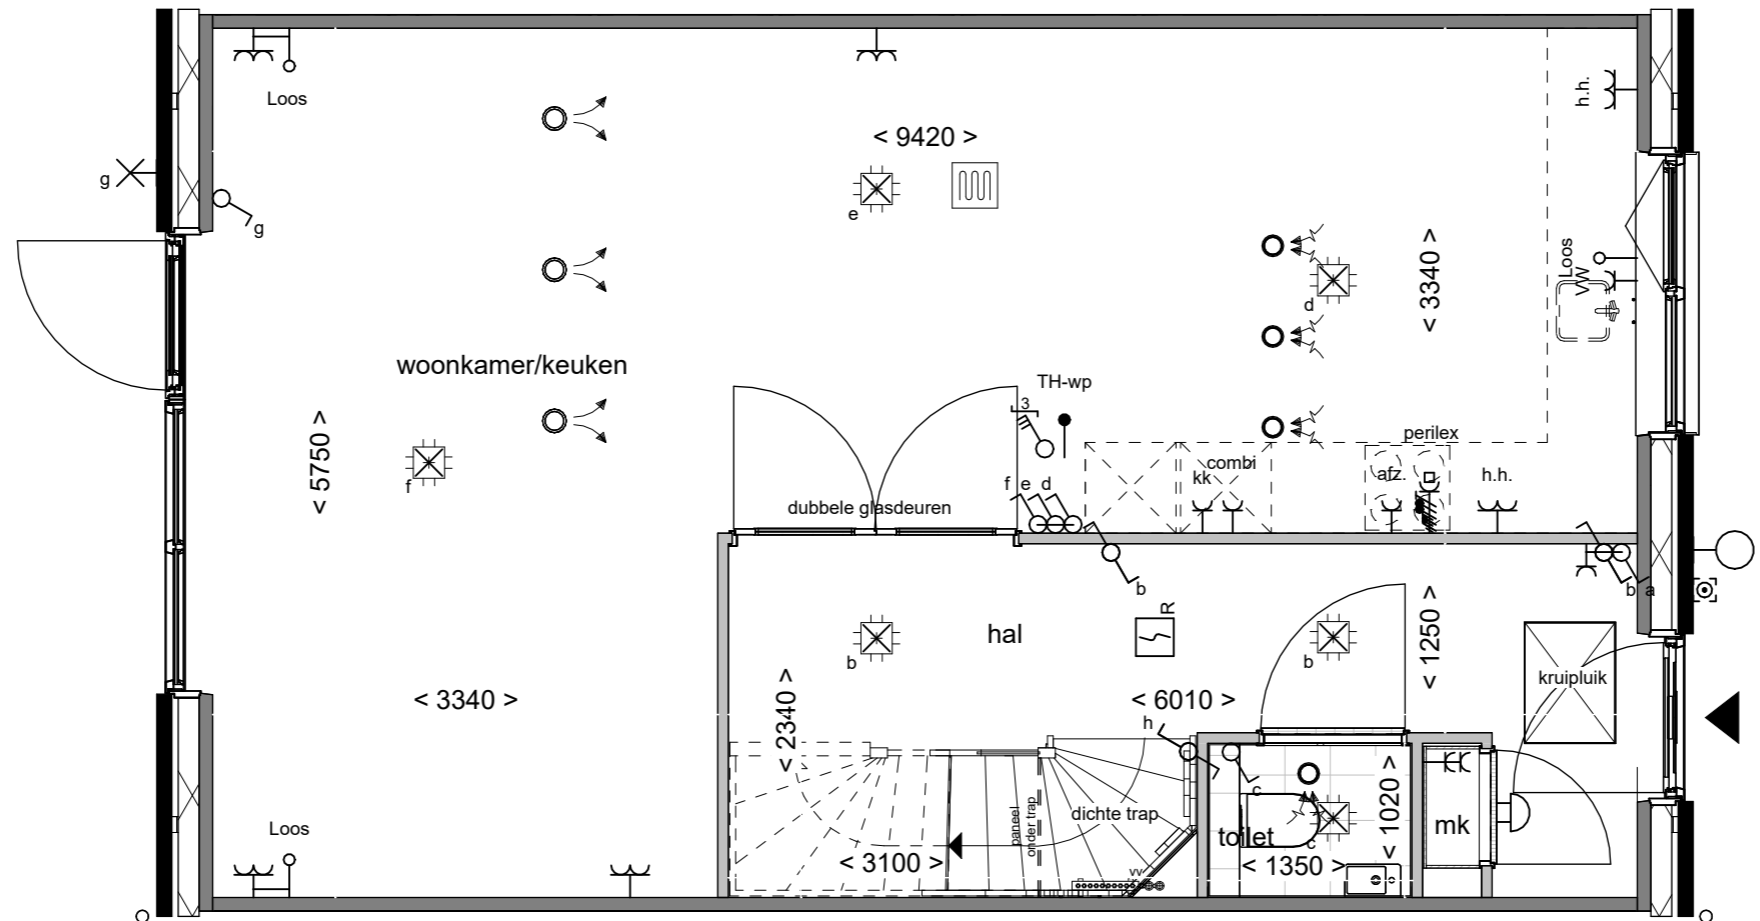 Loos
h.h.
< 9420 >
g
e
g
Loos
VW
< 3340 >
d
woonkamer/keuken
TH-wp
3
perilex
< 5750 >
combi
kk
afz.
h.h.
f
f e d
dubbele glasdeuren
b
b a
R
hal
< 1250 >
b
b
kruipluik
< 3340 >
< 2340 >
< 6010 >
h
c
< 1020 >
paneel
onder trap
dichte trap
Loos
toilet
c
mk
< 3100 >
< 1350 >
vv